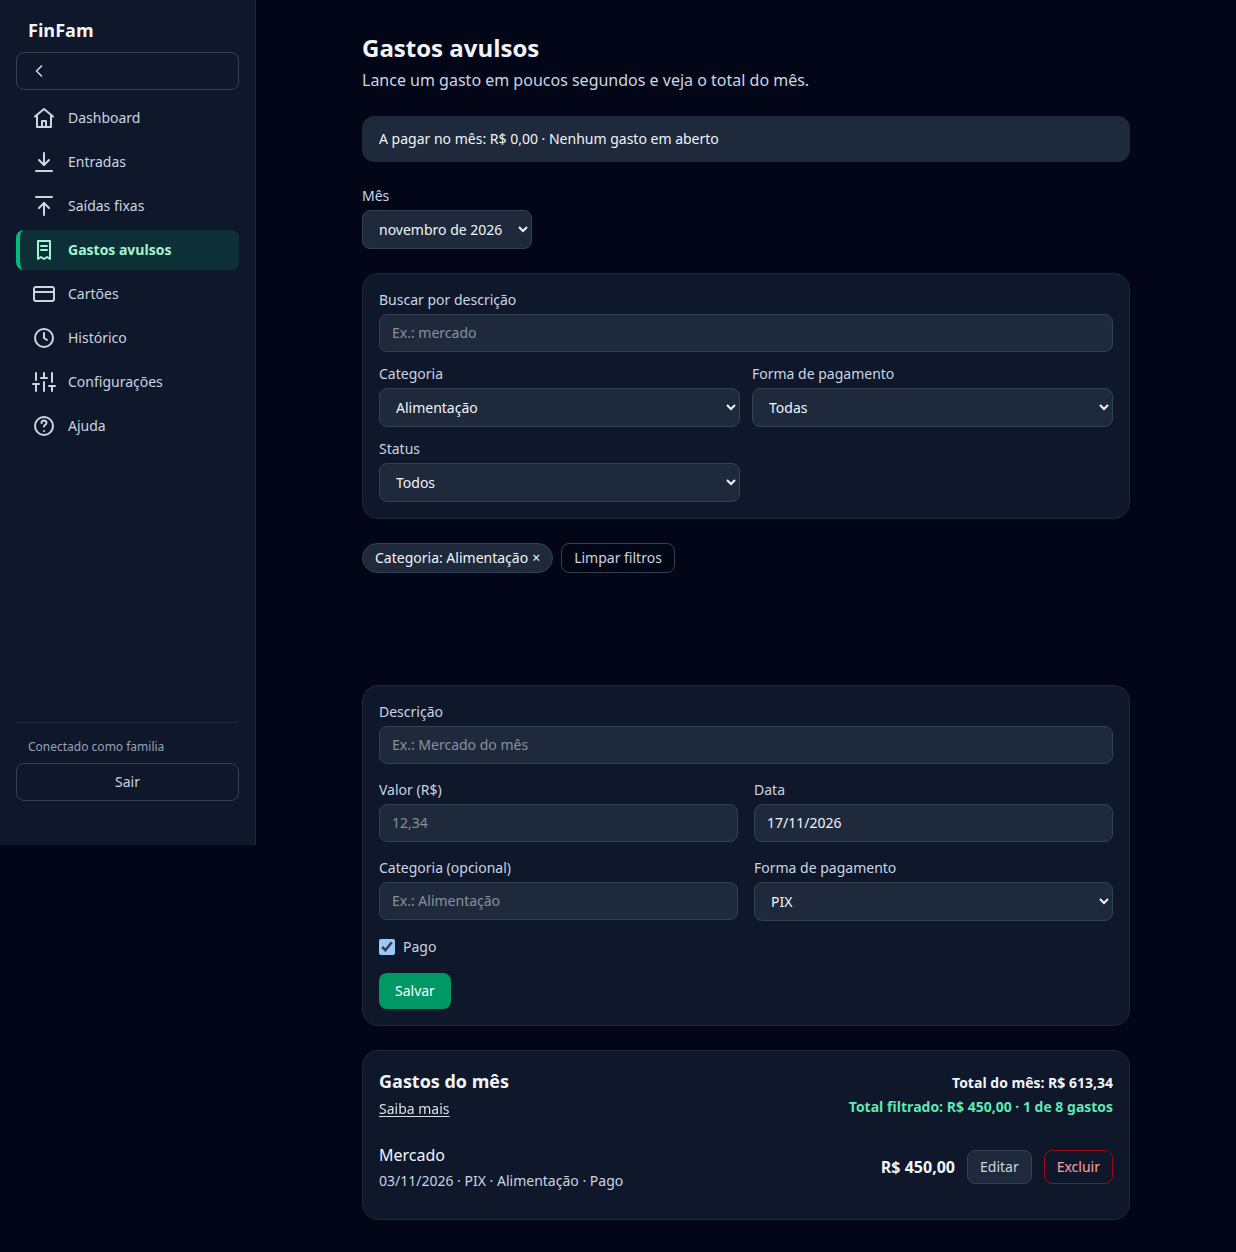 FinFam
Dashboard
Entradas
Saídas fixas
Gastos avulsos
Cartões
Histórico
Configurações
Ajuda
Conectado como familia
Sair
Gastos avulsos
Lance um gasto em poucos segundos e veja o total do mês.
A pagar no mês: R$ 0,00 · Nenhum gasto em aberto
Mês
novembro de 2026
Buscar por descrição
Ex.: mercado
Categoria
Alimentação
Forma de pagamento
Todas
Status
Todos
Categoria: Alimentação ×
Limpar filtros
Descrição
Ex.: Mercado do mês
Valor (R$)
12,34
Data
17/11/2026
Categoria (opcional)
Ex.: Alimentação
Forma de pagamento
PIX
Pago
Salvar
Gastos do mês
Saiba mais
Total do mês: R$ 613,34
Total filtrado: R$ 450,00 · 1 de 8 gastos
Mercado
03/11/2026 · PIX · Alimentação · Pago
R$ 450,00
Editar
Excluir